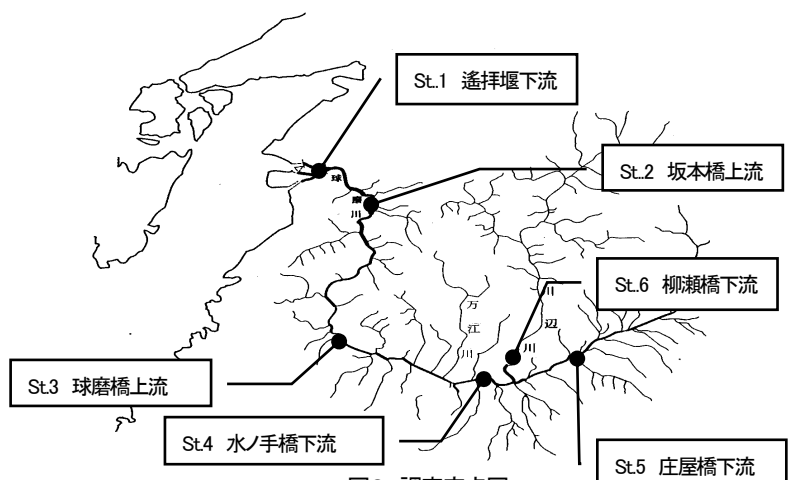 St.1 遙拝堰下流
St.2 坂本橋上流
球
磨
川
St.6 柳瀬橋下流
川
辺
川
万
江
川
St.3 球磨橋上流
St.4 水ノ手橋下流
St.5 庄屋橋下流